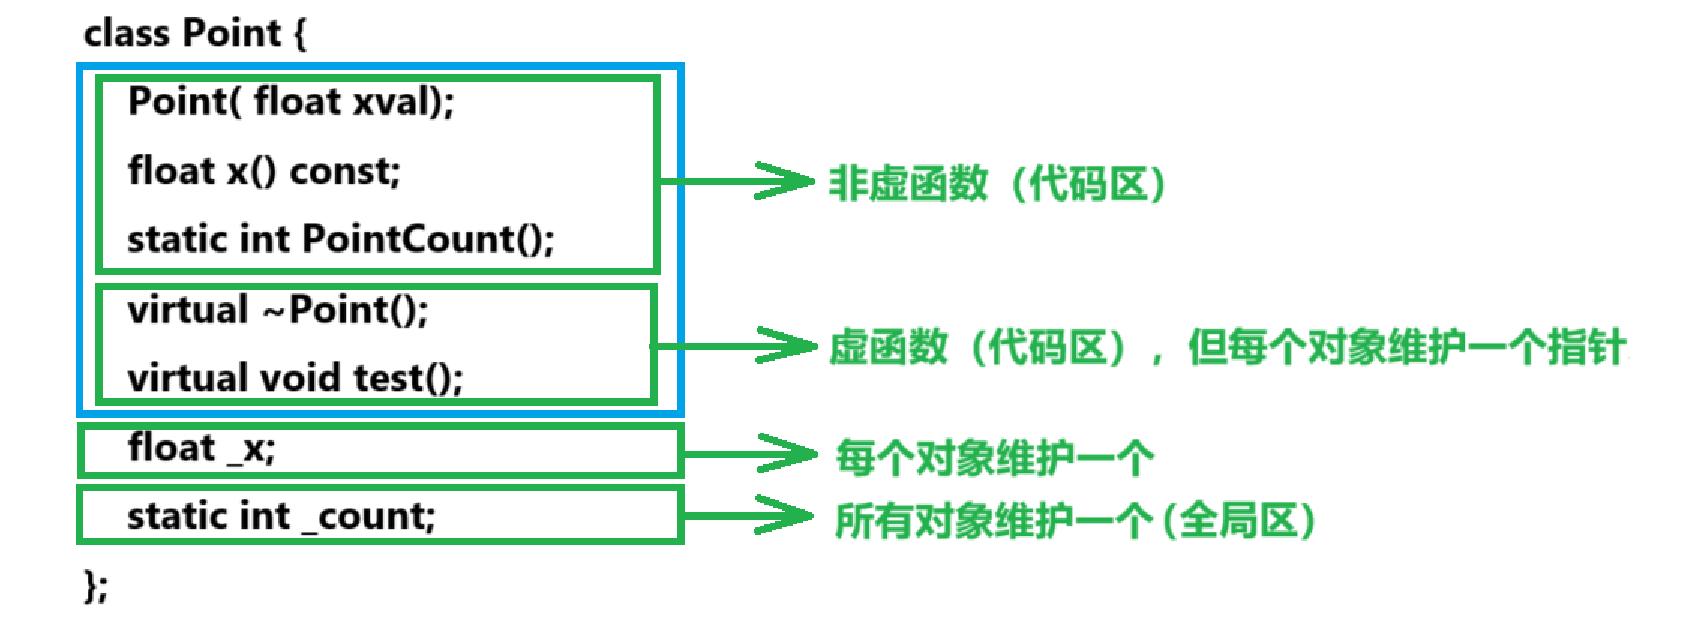 class Point {
Point( float xval);
float x() const;
非虚函数（代码区）
static int PointCount();
virtual ~Point();
虚函数（代码区），但每个对象维护一个指针
virtual void test();
float _x;
每个对象维护一个
static int _count;
所有对象维护一个(全局区）
};